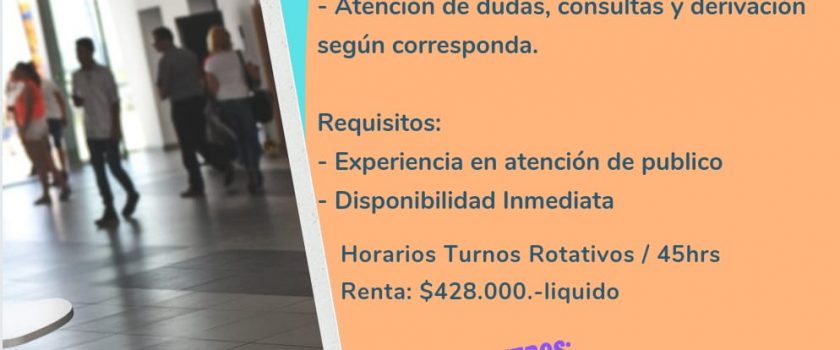 - Atención de dudas, consultas y derivación
según corresponda.
Requisitos:
- Experiencia en atención de publico
- Disponibilidad Inmediata
Horarios Turnos Rotativos / 45hrs
Renta: $428.000.-liquido